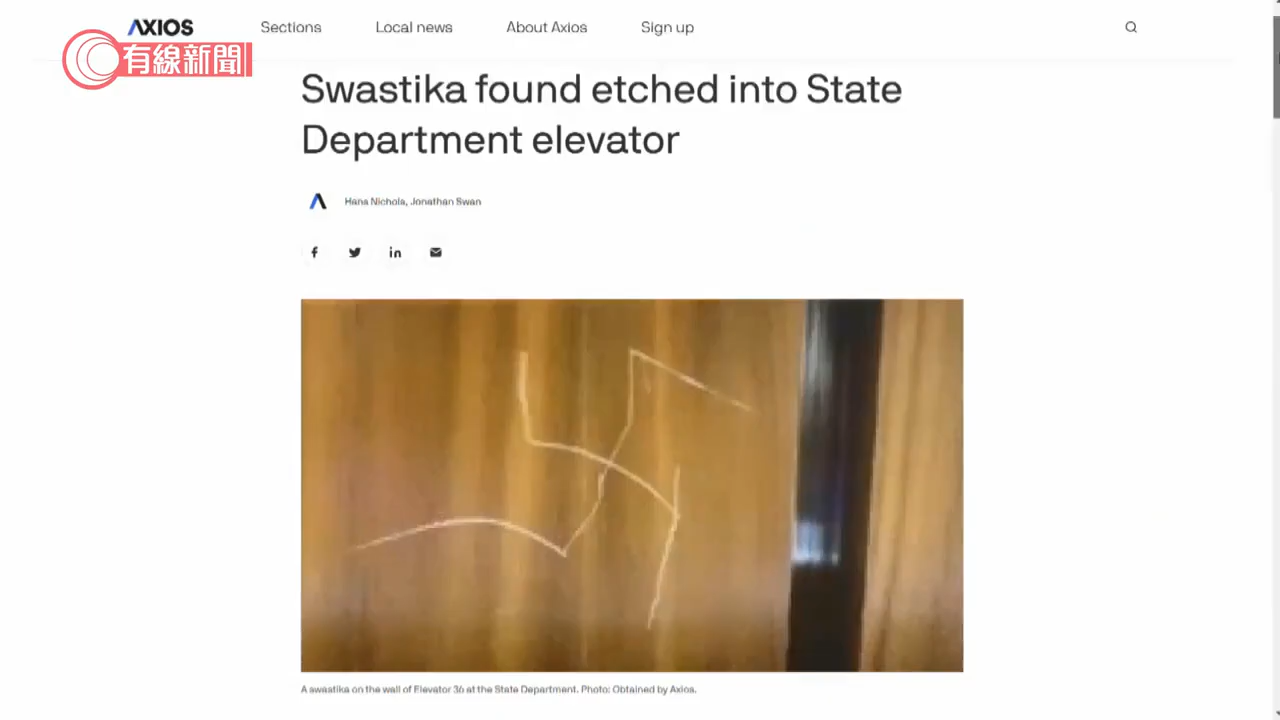 AXIOS
Sections
Local news
About Axios
Sign up
有線新聞
Swastika found etched into State
Department elevator
Hans Nichols, Jonathan Swan
A swastika on the wall of Elevator 36 at the State Department. Photo: Obtained by Axios.